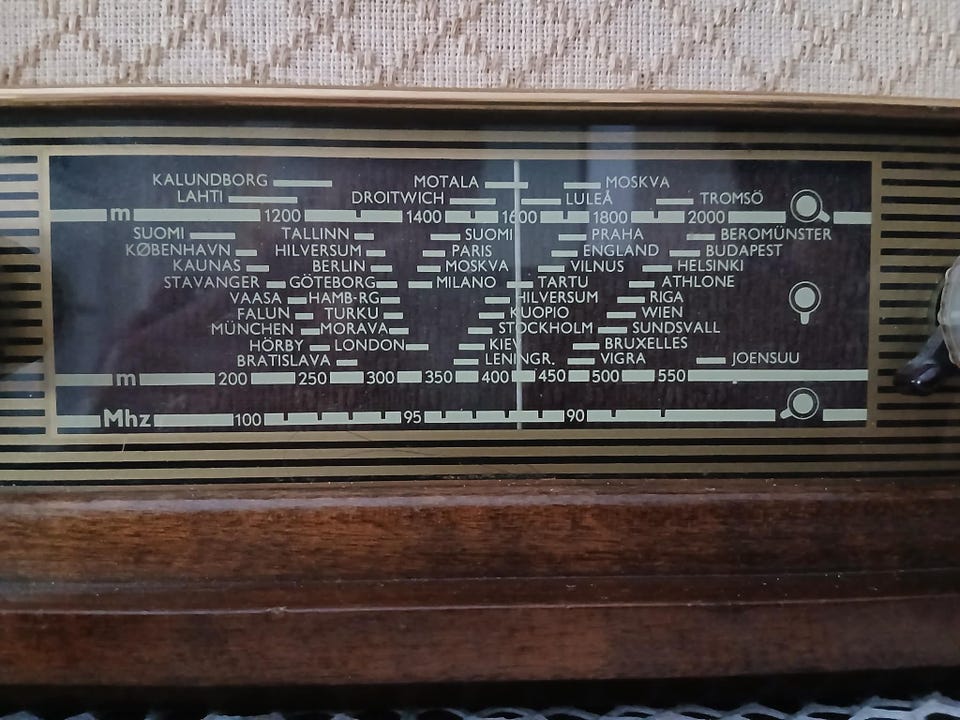 KALUNDBORG MOTALA MOSKVA
LAHTI DROITWICH LULEÅ TROMSÖ
m 1200 1400 1600 1800 2000
SUOMI TALLINN SUOMI PRAHA BEROMÜNSTER
KØBENHAVN HILVERSUM PARIS ENGLAND BUDAPEST
KAUNAS BERLIN MOSKVA VILNUS HELSINKI
STAVANGER GÖTEBORG MILANO TARTU ATHLONE
VAASA HAMB-RG HILVERSUM RIGA
FALUN TURKU KUOPIO WIEN
MÜNCHEN MORAVA STOCKHOLM SUNDSVALL
HÖRBY LONDON KIEV BRUXELLES
BRATISLAVA LENINGR. VIGRA JOENSUU
m 200 250 300 350 400 450 500 550
Mhz 100 95 90